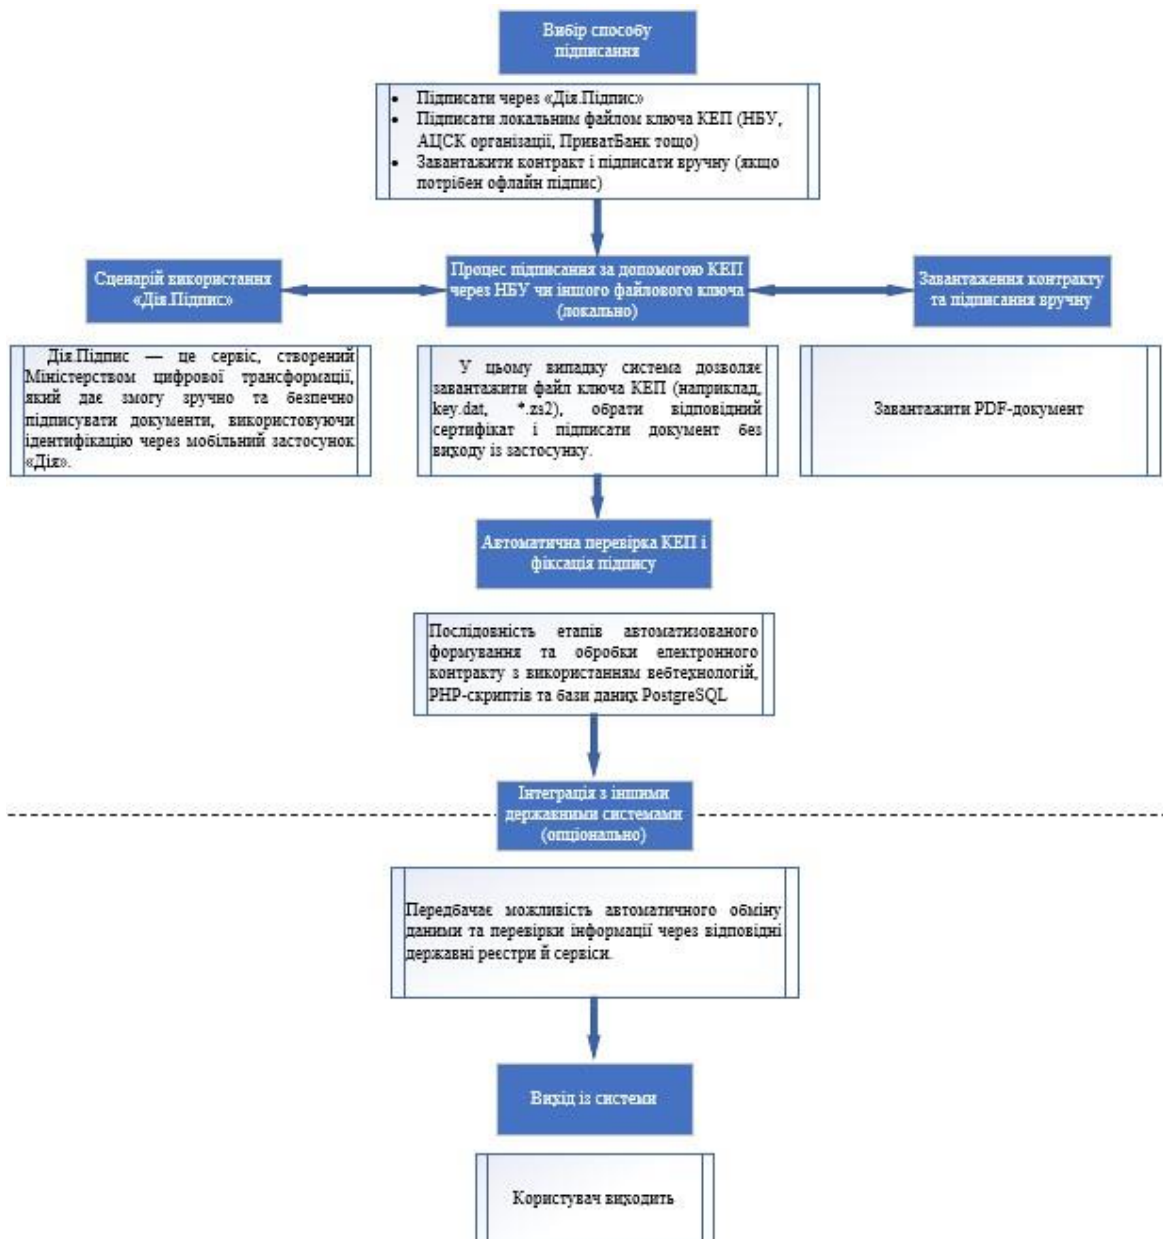 Вибір способу
підписання
• Підписати через «Дія.Підпис»
• Підписати локальним файлом ключа КЕП (НБУ,
АЦСК організації, ПриватБанк тощо)
• Завантажити контракт і підписати вручну (якщо
потрібен офлайн підпис)
Сценарій використання
«Дія.Підпис»
Процес підписання за допомогою КЕП
через НБУ чи іншого файлового ключа
(локально)
Завантаження контракту
та підписання вручну
Дія.Підпис — це сервіс, створений
Міністерством цифрової трансформації,
який дає змогу зручно та безпечно
підписувати документи, використовуючи
ідентифікацію через мобільний застосунок
«Дія».
У цьому випадку система дозволяє
завантажити файл ключа КЕП (наприклад,
key.dat, *.zs2), обрати відповідний
сертифікат і підписати документ без
виходу із застосунку.
Завантажити PDF-документ
Автоматична перевірка КЕП і
фіксація підпису
Послідовність етапів автоматизованого
формування та обробки електронного
контракту з використанням вебтехнологій,
PHP-скриптів та бази даних PostgreSQL
Інтеграція з іншими
державними системами
(опціонально)
Передбачає можливість автоматичного обміну
даними та перевірки інформації через відповідні
державні реєстри й сервіси.
Вихід із системи
Користувач виходить